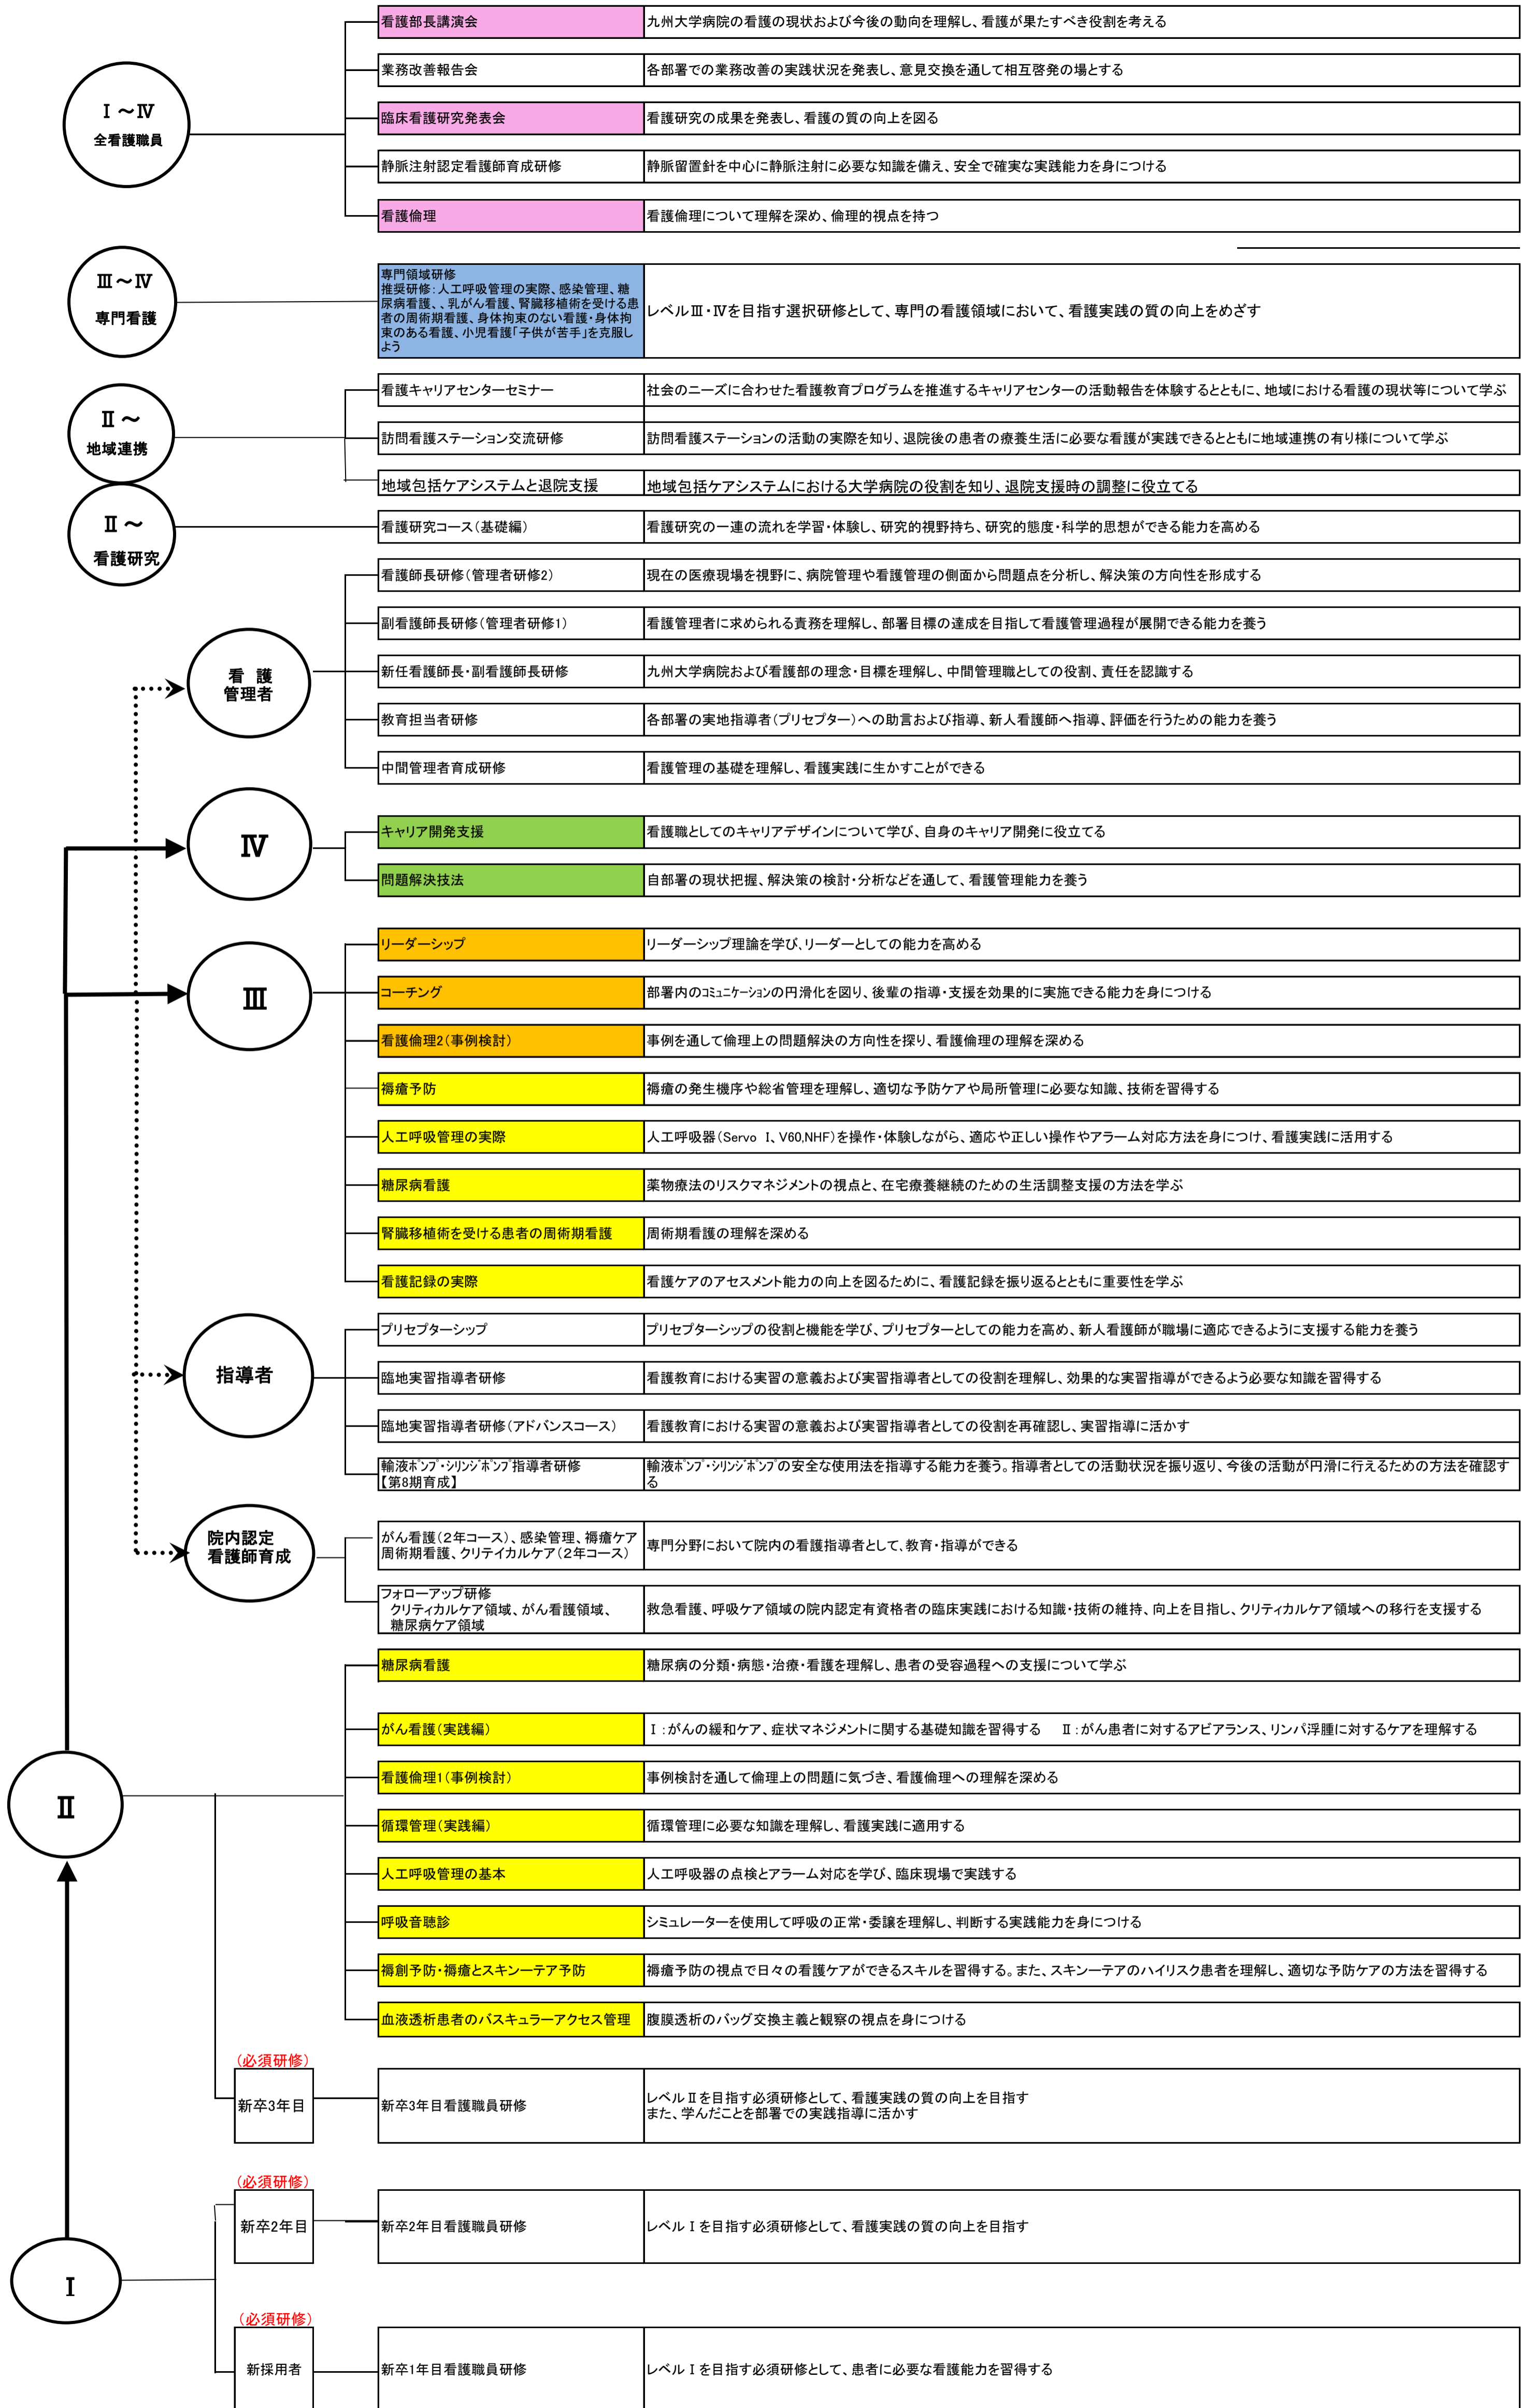 看護部長講演会
九州大学病院の看護の現状および今後の動向を理解し、看護が果たすべき役割を考える
業務改善報告会
各部署での業務改善の実践状況を発表し、意見交換を通して相互啓発の場とする
Ⅰ～Ⅳ
全看護職員
臨床看護研究発表会
看護研究の成果を発表し、看護の質の向上を図る
静脈注射認定看護師育成研修
静脈留置針を中心に静脈注射に必要な知識を備え、安全で確実な実践能力を身につける
看護倫理
看護倫理について理解を深め、倫理的視点を持つ
Ⅲ～Ⅳ
専門看護
専門領域研修
推奨研修：人工呼吸管理の実際、感染管理、糖
尿病看護、、乳がん看護、腎臓移植術を受ける患
者の周術期看護、身体拘束のない看護・身体拘
束のある看護、小児看護「子供が苦手」を克服し
よう
レベルⅢ・Ⅳを目指す選択研修として、専門の看護領域において、看護実践の質の向上をめざす
Ⅱ～
地域連携
看護キャリアセンターセミナー
社会のニーズに合わせた看護教育プログラムを推進するキャリアセンターの活動報告を体験するとともに、地域における看護の現状等について学ぶ
訪問看護ステーション交流研修
訪問看護ステーションの活動の実際を知り、退院後の患者の療養生活に必要な看護が実践できるとともに地域連携の有り様について学ぶ
地域包括ケアシステムと退院支援
地域包括ケアシステムにおける大学病院の役割を知り、退院支援時の調整に役立てる
Ⅱ～
看護研究
看護研究コース（基礎編）
看護研究の一連の流れを学習・体験し、研究的視野持ち、研究的態度・科学的思想ができる能力を高める
看護師長研修（管理者研修2）
現在の医療現場を視野に、病院管理や看護管理の側面から問題点を分析し、解決策の方向性を形成する
副看護師長研修（管理者研修1）
看護管理者に求められる責務を理解し、部署目標の達成を目指して看護管理過程が展開できる能力を養う
看 護
管理者
新任看護師長・副看護師長研修
九州大学病院および看護部の理念・目標を理解し、中間管理職としての役割、責任を認識する
教育担当者研修
各部署の実地指導者（プリセプター）への助言および指導、新人看護師へ指導、評価を行うための能力を養う
中間管理者育成研修
看護管理の基礎を理解し、看護実践に生かすことができる
Ⅳ
キャリア開発支援
看護職としてのキャリアデザインについて学び、自身のキャリア開発に役立てる
問題解決技法
自部署の現状把握、解決策の検討・分析などを通して、看護管理能力を養う
Ⅲ
リーダーシップ
リーダーシップ理論を学び､リーダーとしての能力を高める
コーチング
部署内のｺﾐｭﾆｹｰｼｮﾝの円滑化を図り、後輩の指導・支援を効果的に実施できる能力を身につける
看護倫理2（事例検討）
事例を通して倫理上の問題解決の方向性を探り、看護倫理の理解を深める
褥瘡予防
褥瘡の発生機序や総省管理を理解し、適切な予防ケアや局所管理に必要な知識、技術を習得する
人工呼吸管理の実際
人工呼吸器（Servo I、V60,NHF）を操作・体験しながら、適応や正しい操作やアラーム対応方法を身につけ、看護実践に活用する
糖尿病看護
薬物療法のリスクマネジメントの視点と、在宅療養継続のための生活調整支援の方法を学ぶ
腎臓移植術を受ける患者の周術期看護
周術期看護の理解を深める
看護記録の実際
看護ケアのアセスメント能力の向上を図るために、看護記録を振り返るとともに重要性を学ぶ
指導者
プリセプターシップ
プリセプターシップの役割と機能を学び、プリセプターとしての能力を高め、新人看護師が職場に適応できるように支援する能力を養う
臨地実習指導者研修
看護教育における実習の意義および実習指導者としての役割を理解し、効果的な実習指導ができるよう必要な知識を習得する
臨地実習指導者研修（アドバンスコース）
看護教育における実習の意義および実習指導者としての役割を再確認し、実習指導に活かす
輸液ﾎﾟﾝﾌﾟ・ｼﾘﾝｼﾞﾎﾟﾝﾌﾟ指導者研修
【第8期育成】
輸液ﾎﾟﾝﾌﾟ・ｼﾘﾝｼﾞﾎﾟﾝﾌﾟの安全な使用法を指導する能力を養う。指導者としての活動状況を振り返り、今後の活動が円滑に行えるための方法を確認す
る
院内認定
看護師育成
がん看護（2年コース）、感染管理、褥瘡ケア
周術期看護、クリテイカルケア（2年コース）
専門分野において院内の看護指導者として､教育・指導ができる
フォローアップ研修
クリティカルケア領域、がん看護領域、
糖尿病ケア領域
救急看護、呼吸ケア領域の院内認定有資格者の臨床実践における知識・技術の維持、向上を目指し、クリティカルケア領域への移行を支援する
糖尿病看護
糖尿病の分類・病態・治療・看護を理解し、患者の受容過程への支援について学ぶ
がん看護（実践編）
Ⅰ：がんの緩和ケア、症状マネジメントに関する基礎知識を習得する Ⅱ：がん患者に対するアピアランス、リンパ浮腫に対するケアを理解する
看護倫理1（事例検討）
事例検討を通して倫理上の問題に気づき、看護倫理への理解を深める
Ⅱ
循環管理（実践編）
循環管理に必要な知識を理解し、看護実践に適用する
人工呼吸管理の基本
人工呼吸器の点検とアラーム対応を学び、臨床現場で実践する
呼吸音聴診
シミュレーターを使用して呼吸の正常・委譲を理解し、判断する実践能力を身につける
褥創予防・褥瘡とスキンーテア予防
褥瘡予防の視点で日々の看護ケアができるスキルを習得する。また、スキンーテアのハイリスク患者を理解し、適切な予防ケアの方法を習得する
血液透析患者のバスキュラーアクセス管理
腹膜透析のバッグ交換主義と観察の視点を身につける
（必須研修）
新卒3年目
新卒3年目看護職員研修
レベルⅡを目指す必須研修として、看護実践の質の向上を目指す
また、学んだことを部署での実践指導に活かす
（必須研修）
新卒2年目
新卒2年目看護職員研修
レベルⅠを目指す必須研修として、看護実践の質の向上を目指す
Ⅰ
（必須研修）
新採用者
新卒1年目看護職員研修
レベルⅠを目指す必須研修として、患者に必要な看護能力を習得する